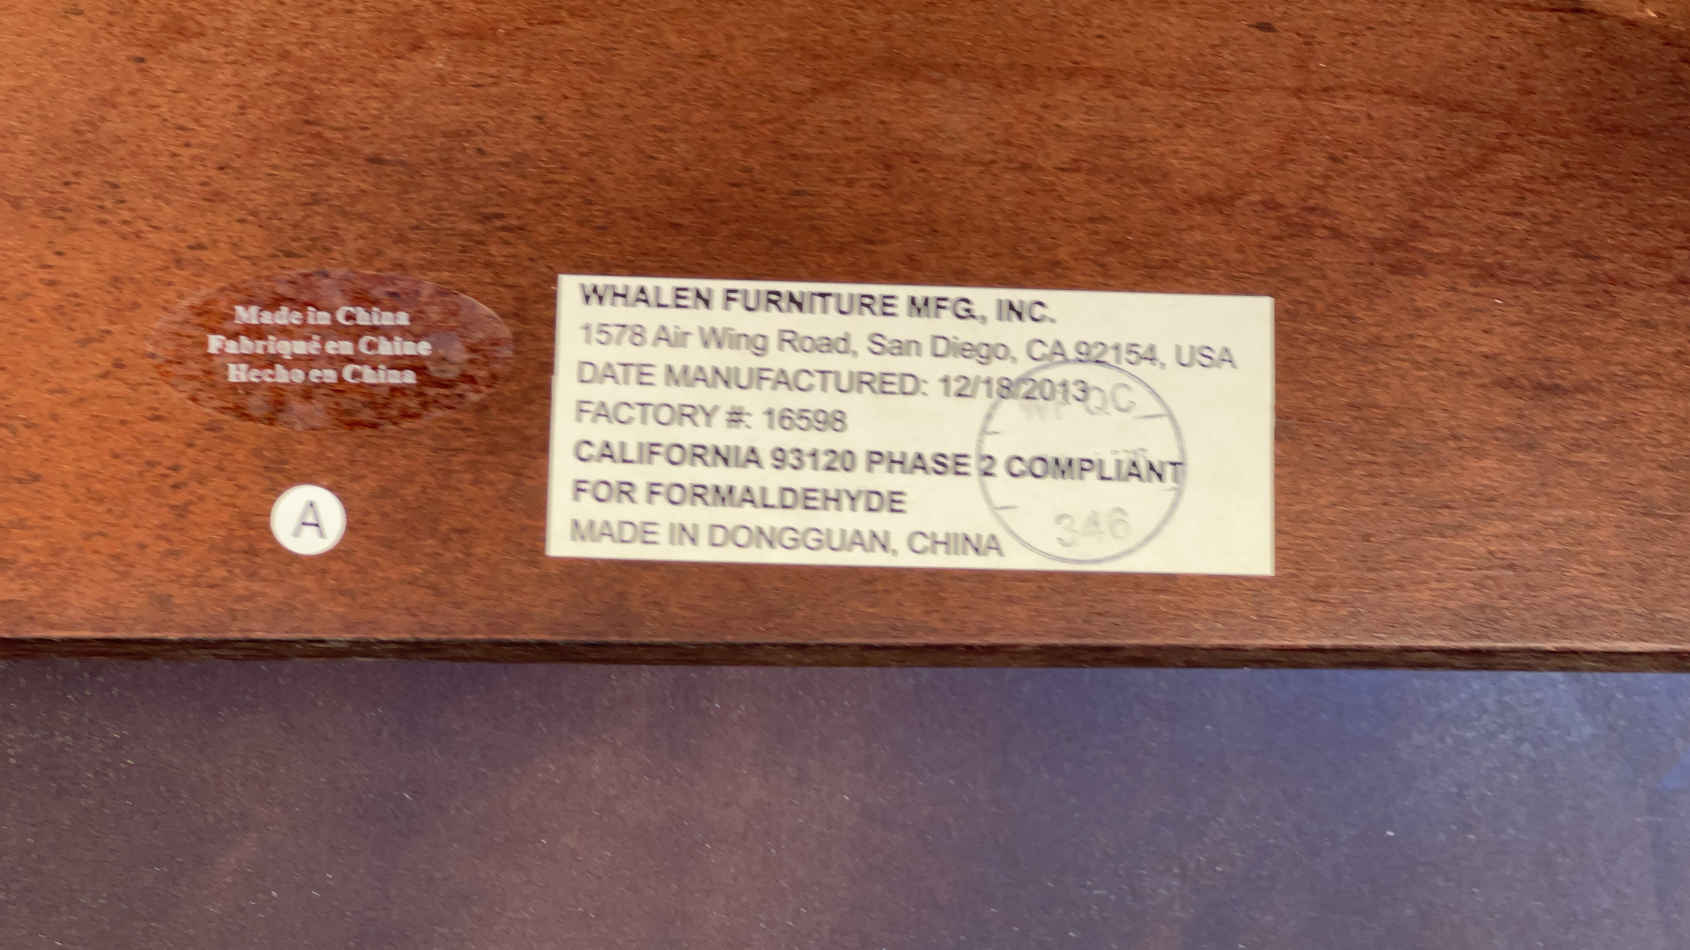 Made in China
Fabriqué en Chine
Hecho en China
A
WHALEN FURNITURE MFG., INC.
1578 Air Wing Road, San Diego, CA 92154, USA
DATE MANUFACTURED: 12/18/2013
FACTORY #: 16598
CALIFORNIA 93120 PHASE 2 COMPLIANT
FOR FORMALDEHYDE
MADE IN DONGGUAN, CHINA
QC
346